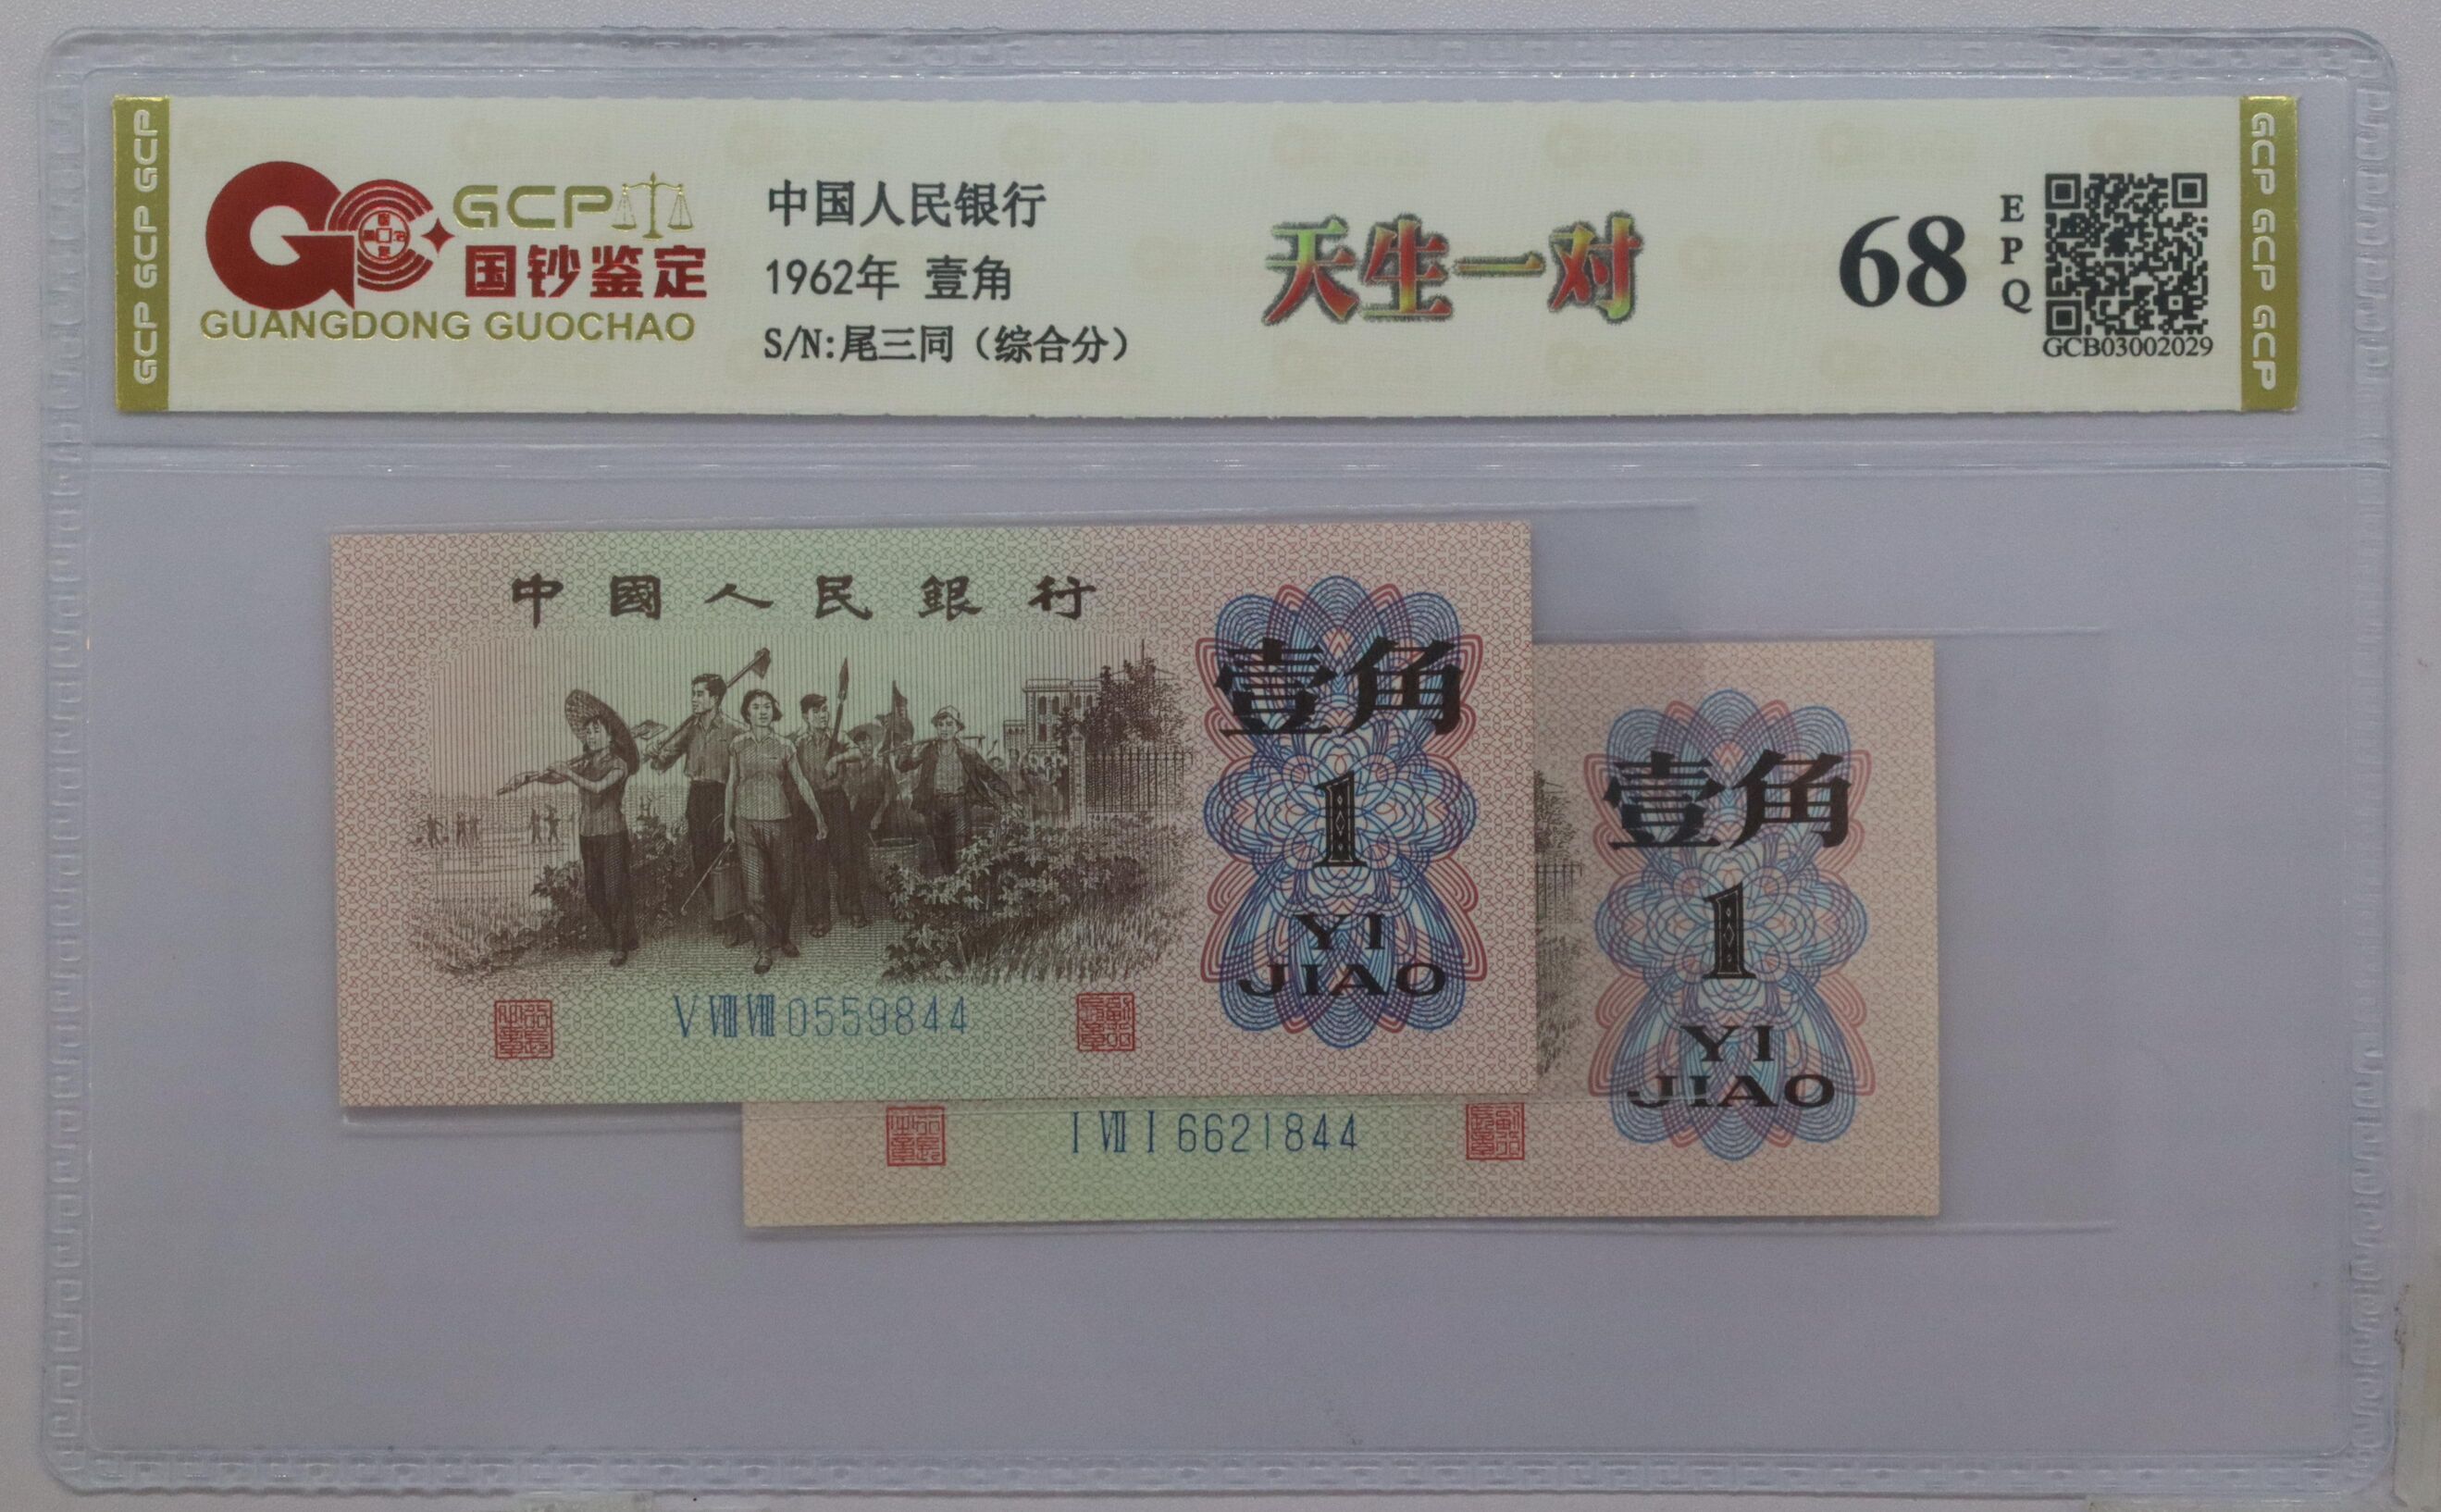 GCP GCP GCP
GCP
国钞鉴定
GUANGDONG GUOCHAO
中国人民银行
1962年 壹角
S/N:尾三同（综合分）
天生一对
68
EPQ
GCB03002029
GCP GCP GCP
中國人民銀行
壹角
1
YI
JIAO
V VIII VIII 0559844
壹角
1
YI
JIAO
I VII I 6621844